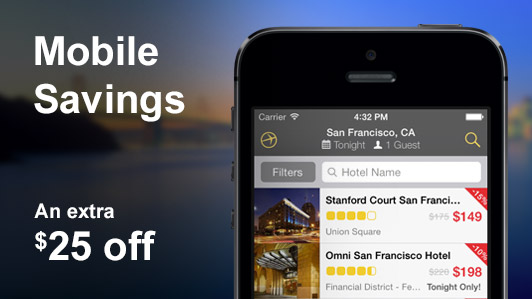 Mobile
Savings
An extra
$25 off
Carrier 4:32 PM
San Francisco, CA
Tonight 1 Guest
Filters Hotel Name
Stanford Court San Franci...
$175 $149
-15%
Union Square
Omni San Francisco Hotel
$220 $198
-10%
Financial District - Fe... Tonight Only!